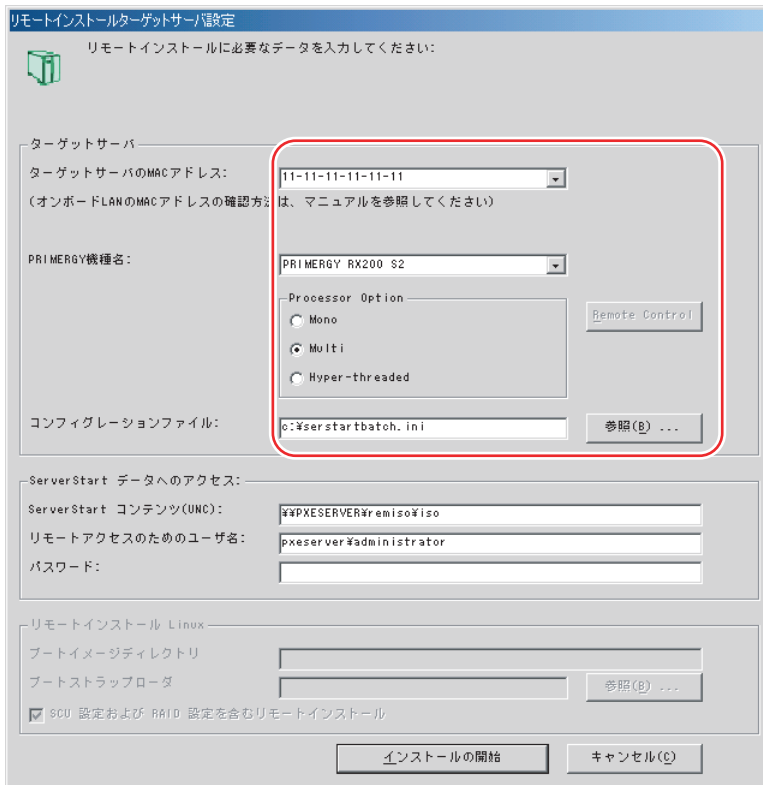 リモートインストールターゲットサーバ設定
リモートインストールに必要なデータを入力してください:
ターゲットサーバ
ターゲットサーバのMACアドレス:
11-11-11-11-11-11
(オンボードLANのMACアドレスの確認方法は、マニュアルを参照してください)
PRIMERGY機種名:
PRIMERGY RX200 S2
Processor Option
Mono
Remote Control
Multi
Hyper-threaded
コンフィグレーションファイル:
c:¥serstartbatch.ini
参照(B) ...
ServerStart データへのアクセス:
ServerStart コンテンツ(UNC):
¥¥PXESERVER¥remiso¥iso
リモートアクセスのためのユーザ名:
pxeserver¥administrator
パスワード:
リモートインストール Linux
ブートイメージディレクトリ
ブートストラップローダ
参照(B) ...
SCU 設定および RAID 設定を含むリモートインストール
インストールの開始
キャンセル(C)